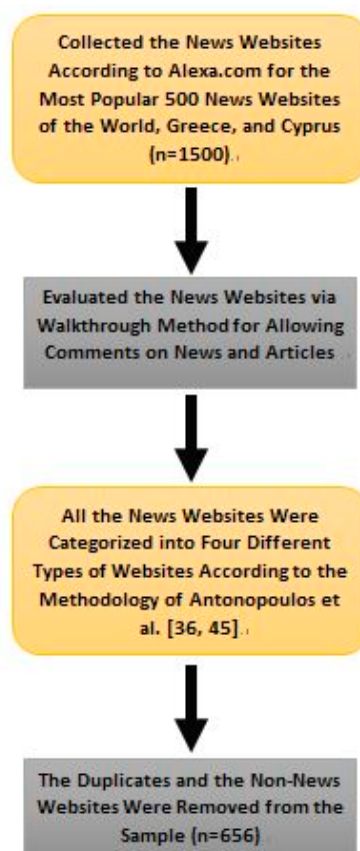 Collected the News Websites
According to Alexa.com for the
Most Popular 500 News Websites
of the World, Greece, and Cyprus
(n=1500).
Evaluated the News Websites via
Walkthrough Method for Allowing
Comments on News and Articles
All the News Websites Were
Categorized into Four Different
Types of Websites According to the
Methodology of Antonopoulos et
al. [36, 45].
The Duplicates and the Non-News
Websites Were Removed from the
Sample (n=656)